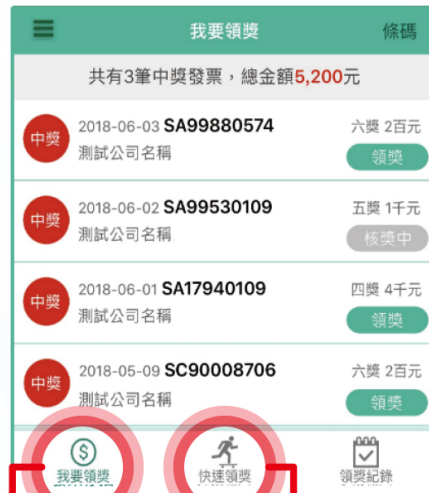 我要領獎 條碼
共有3筆中獎發票，總金額5,200元
中獎 2018-06-03 SA99880574 六獎 2百元
測試公司名稱 領獎
中獎 2018-06-02 SA99530109 五獎 1千元
測試公司名稱 核獎中
中獎 2018-06-01 SA17940109 四獎 4千元
測試公司名稱 領獎
中獎 2018-05-09 SC90008706 六獎 2百元
測試公司名稱 領獎
我要領獎 快速領獎 領獎紀錄